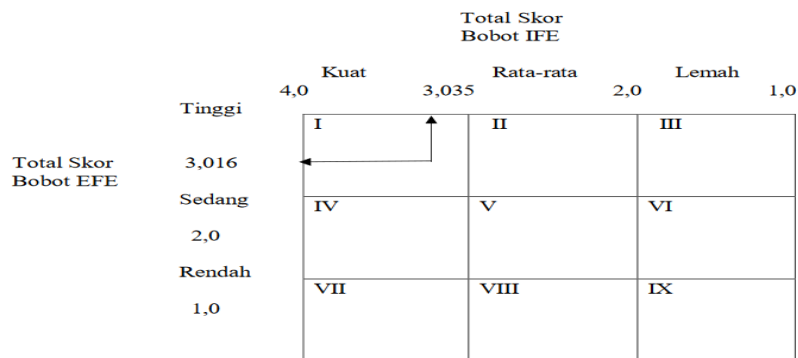 Total Skor
Bobot IFE
Kuat Rata-rata Lemah
4,0 3,035 2,0 1,0
Tinggi
I II III
Total Skor
Bobot EFE
3,016
Sedang
IV V VI
2,0
Rendah
VII VIII IX
1,0